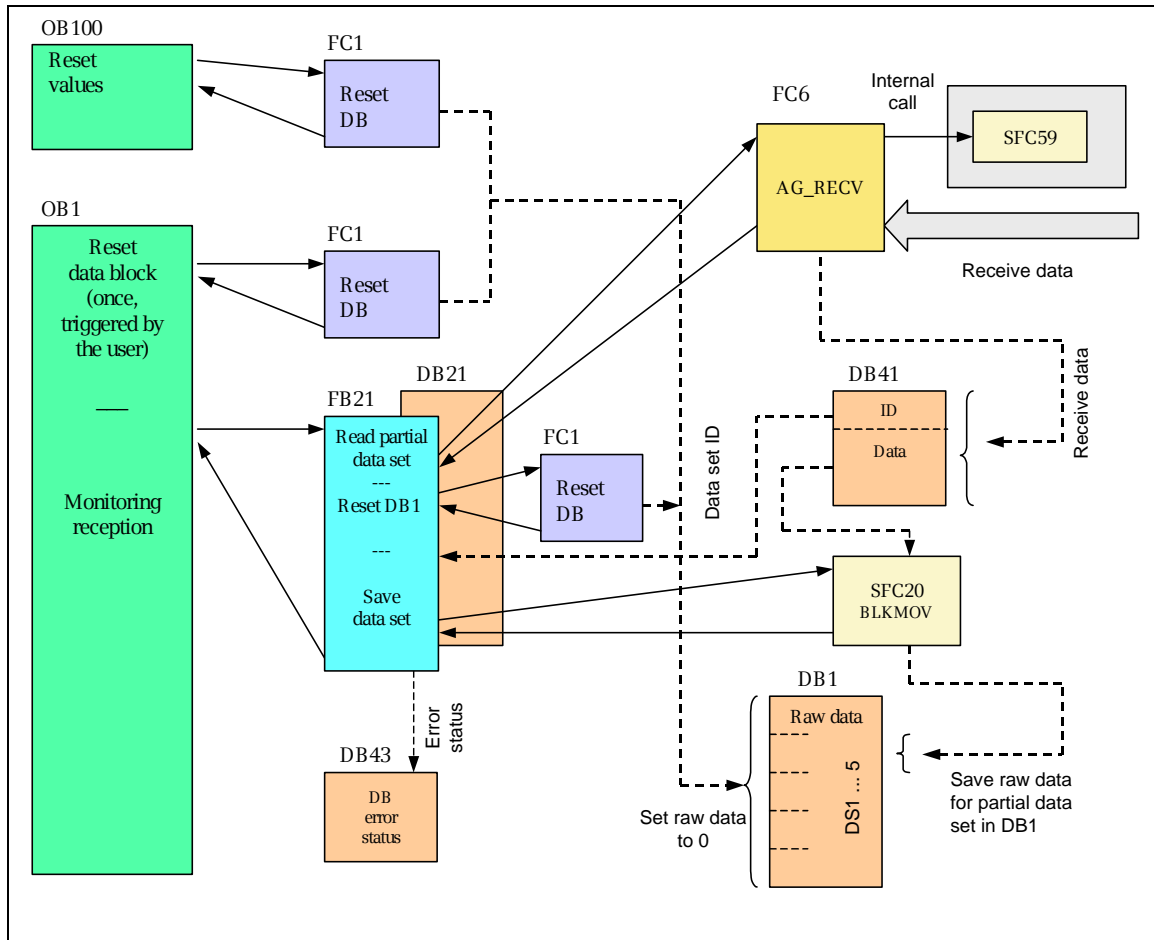 OB100
Reset
values
FC1
Reset
DB
FC6
AG_RECV
Internal
call
SFC59
Receive data
OB1
Reset
data block
(once,
triggered by
the user)
Monitoring
reception
FC1
Reset
DB
DB21
FB21
Read partial
data set
---
Reset DB1
---
Save
data set
FC1
Reset
DB
Data set ID
DB41
ID
Data
Receive data
SFC20
BLKMOV
Error
status
DB43
DB
error
status
DB1
Raw data
DS1 ... 5
Set raw data
to 0
Save raw data
for partial data
set in DB1